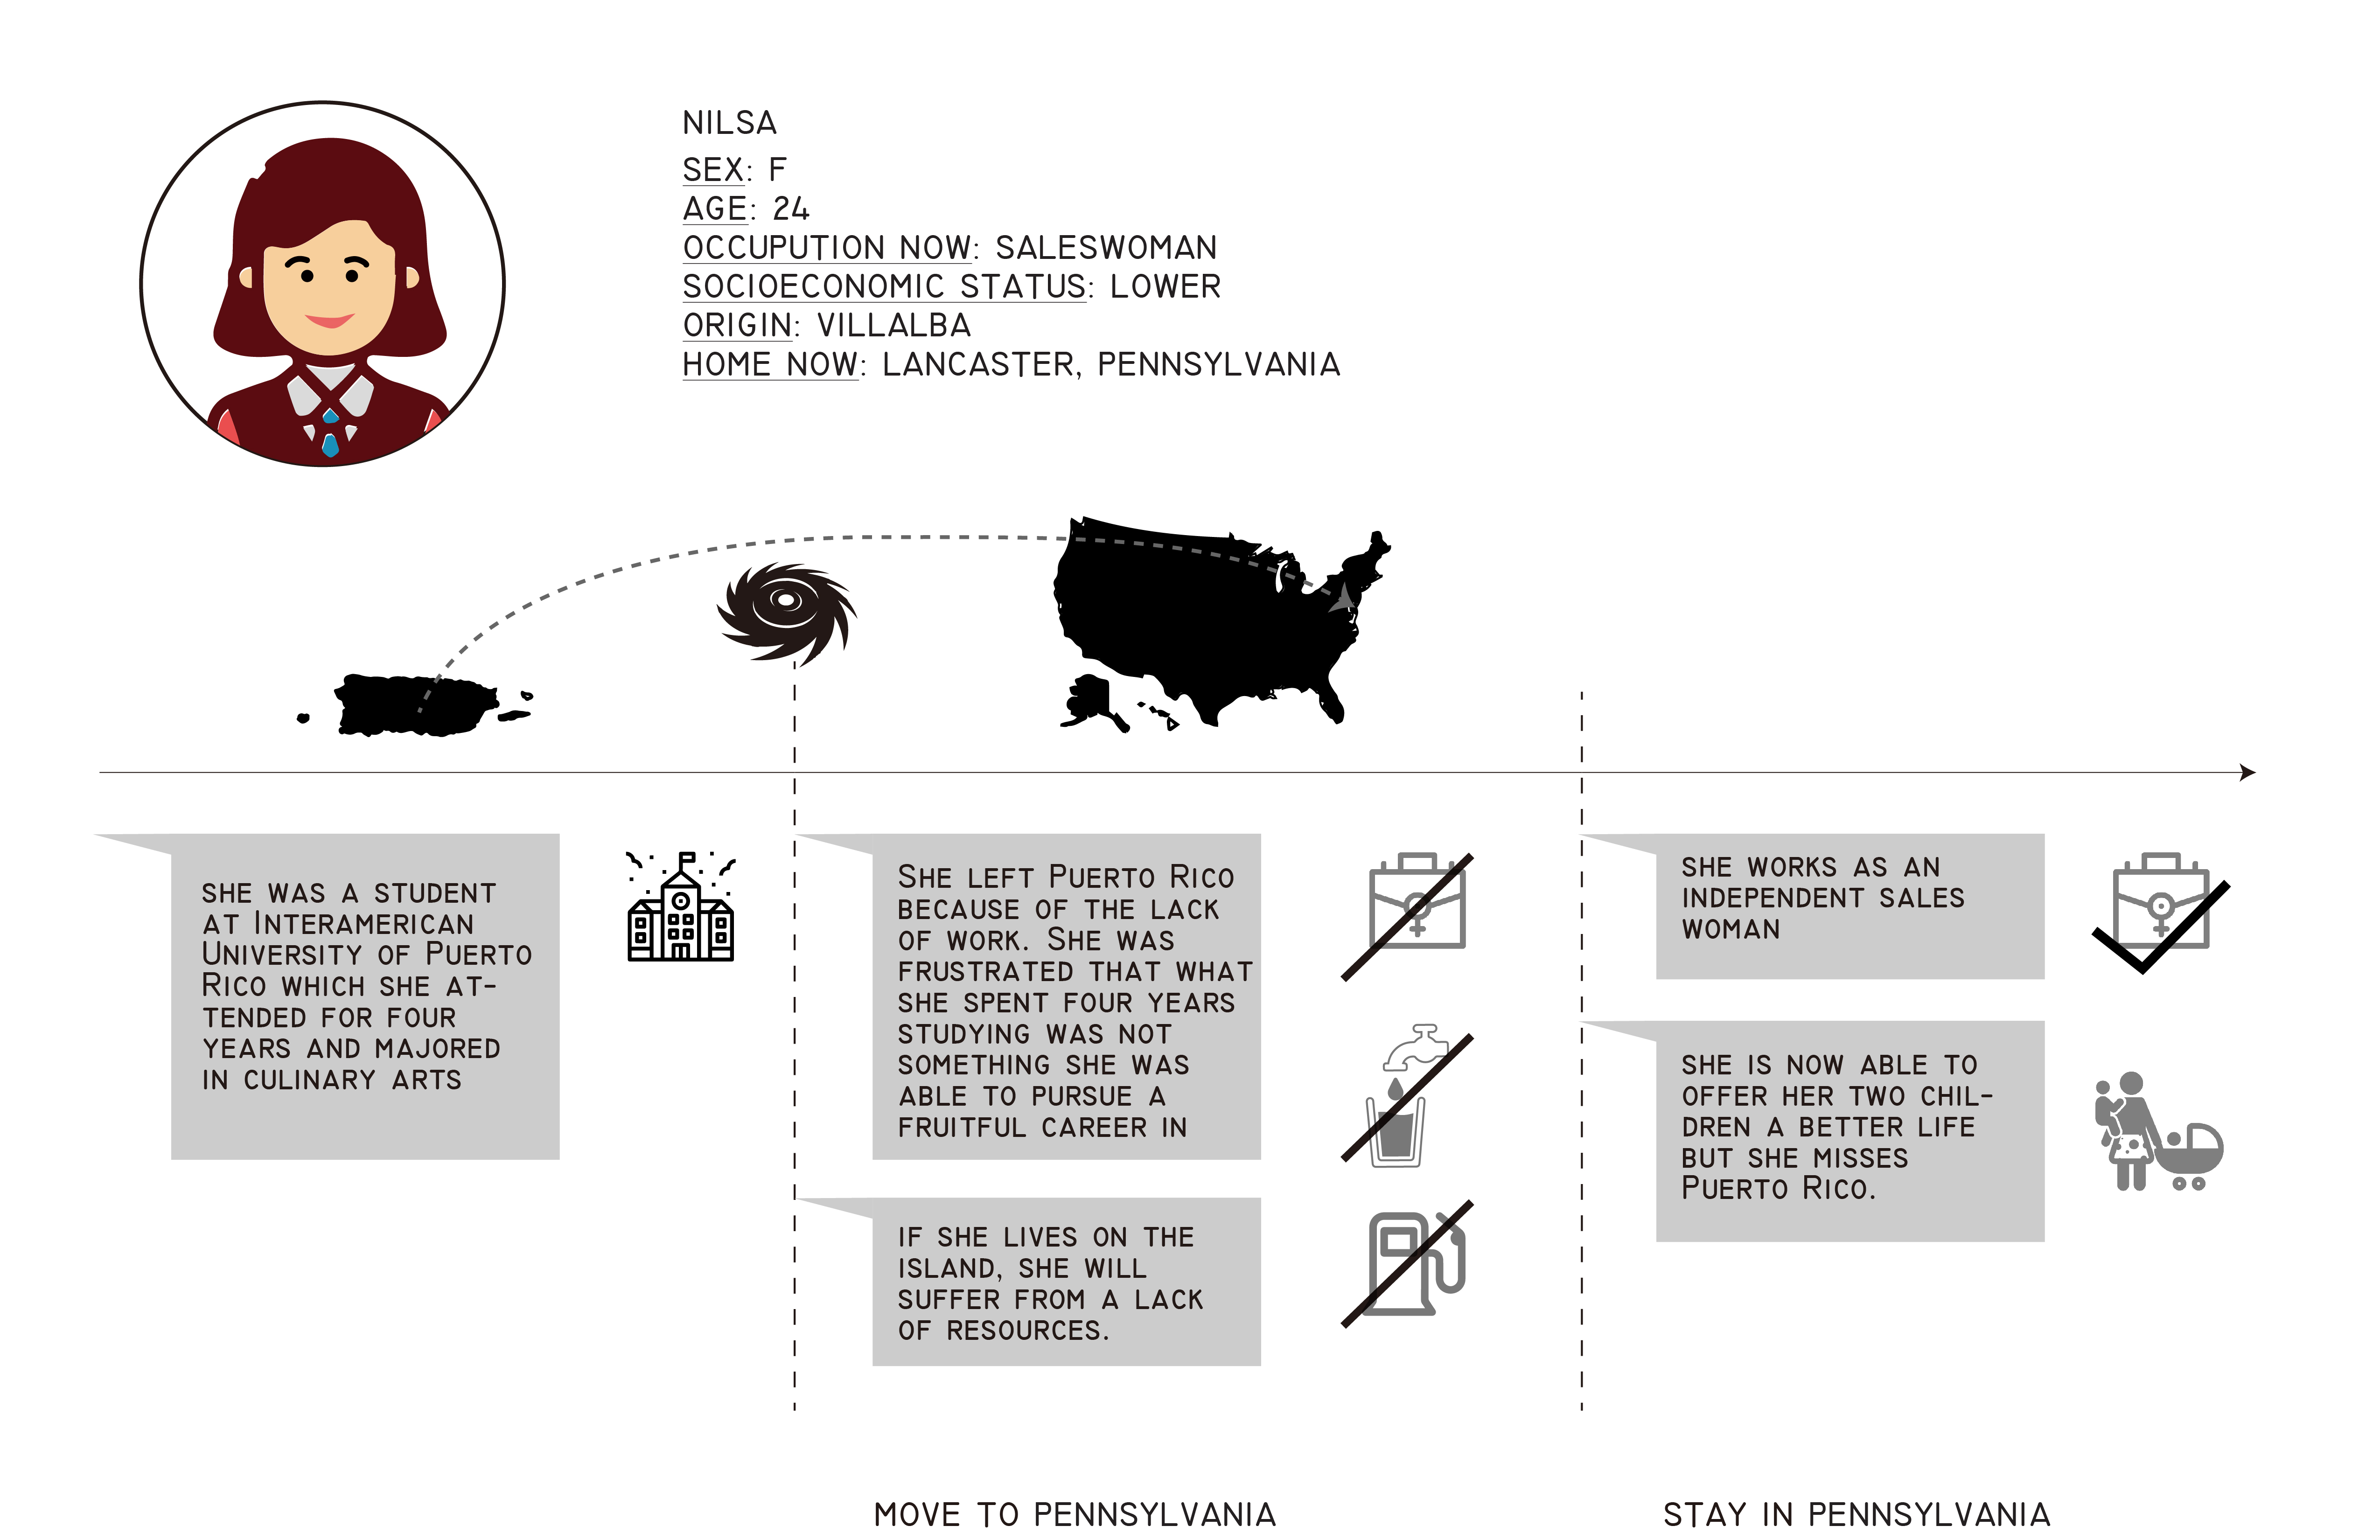 NILSA
SEX: F
AGE: 24
OCCUPUTION NOW: SALESWOMAN
SOCIOECONOMIC STATUS: LOWER
ORIGIN: VILLALBA
HOME NOW: LANCASTER, PENNSYLVANIA
SHE WAS A STUDENT
AT INTERAMERICAN
UNIVERSITY OF PUERTO
RICO WHICH SHE AT-
TENDED FOR FOUR
YEARS AND MAJORED
IN CULINARY ARTS
SHE LEFT PUERTO RICO
BECAUSE OF THE LACK
OF WORK. SHE WAS
FRUSTRATED THAT WHAT
SHE SPENT FOUR YEARS
STUDYING WAS NOT
SOMETHING SHE WAS
ABLE TO PURSUE A
FRUITFUL CAREER IN
IF SHE LIVES ON THE
ISLAND, SHE WILL
SUFFER FROM A LACK
OF RESOURCES.
SHE WORKS AS AN
INDEPENDENT SALES
WOMAN
SHE IS NOW ABLE TO
OFFER HER TWO CHIL-
DREN A BETTER LIFE
BUT SHE MISSES
PUERTO RICO.
MOVE TO PENNSYLVANIA
STAY IN PENNSYLVANIA